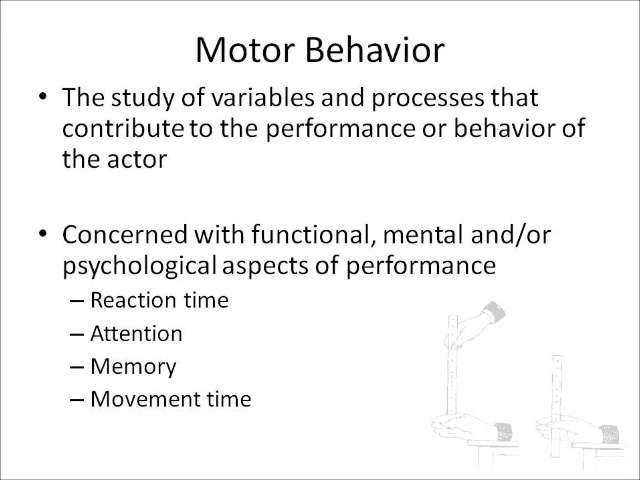 Motor Behavior
• The study of variables and processes that
contribute to the performance or behavior of
the actor
• Concerned with functional, mental and/or
psychological aspects of performance
– Reaction time
– Attention
– Memory
– Movement time